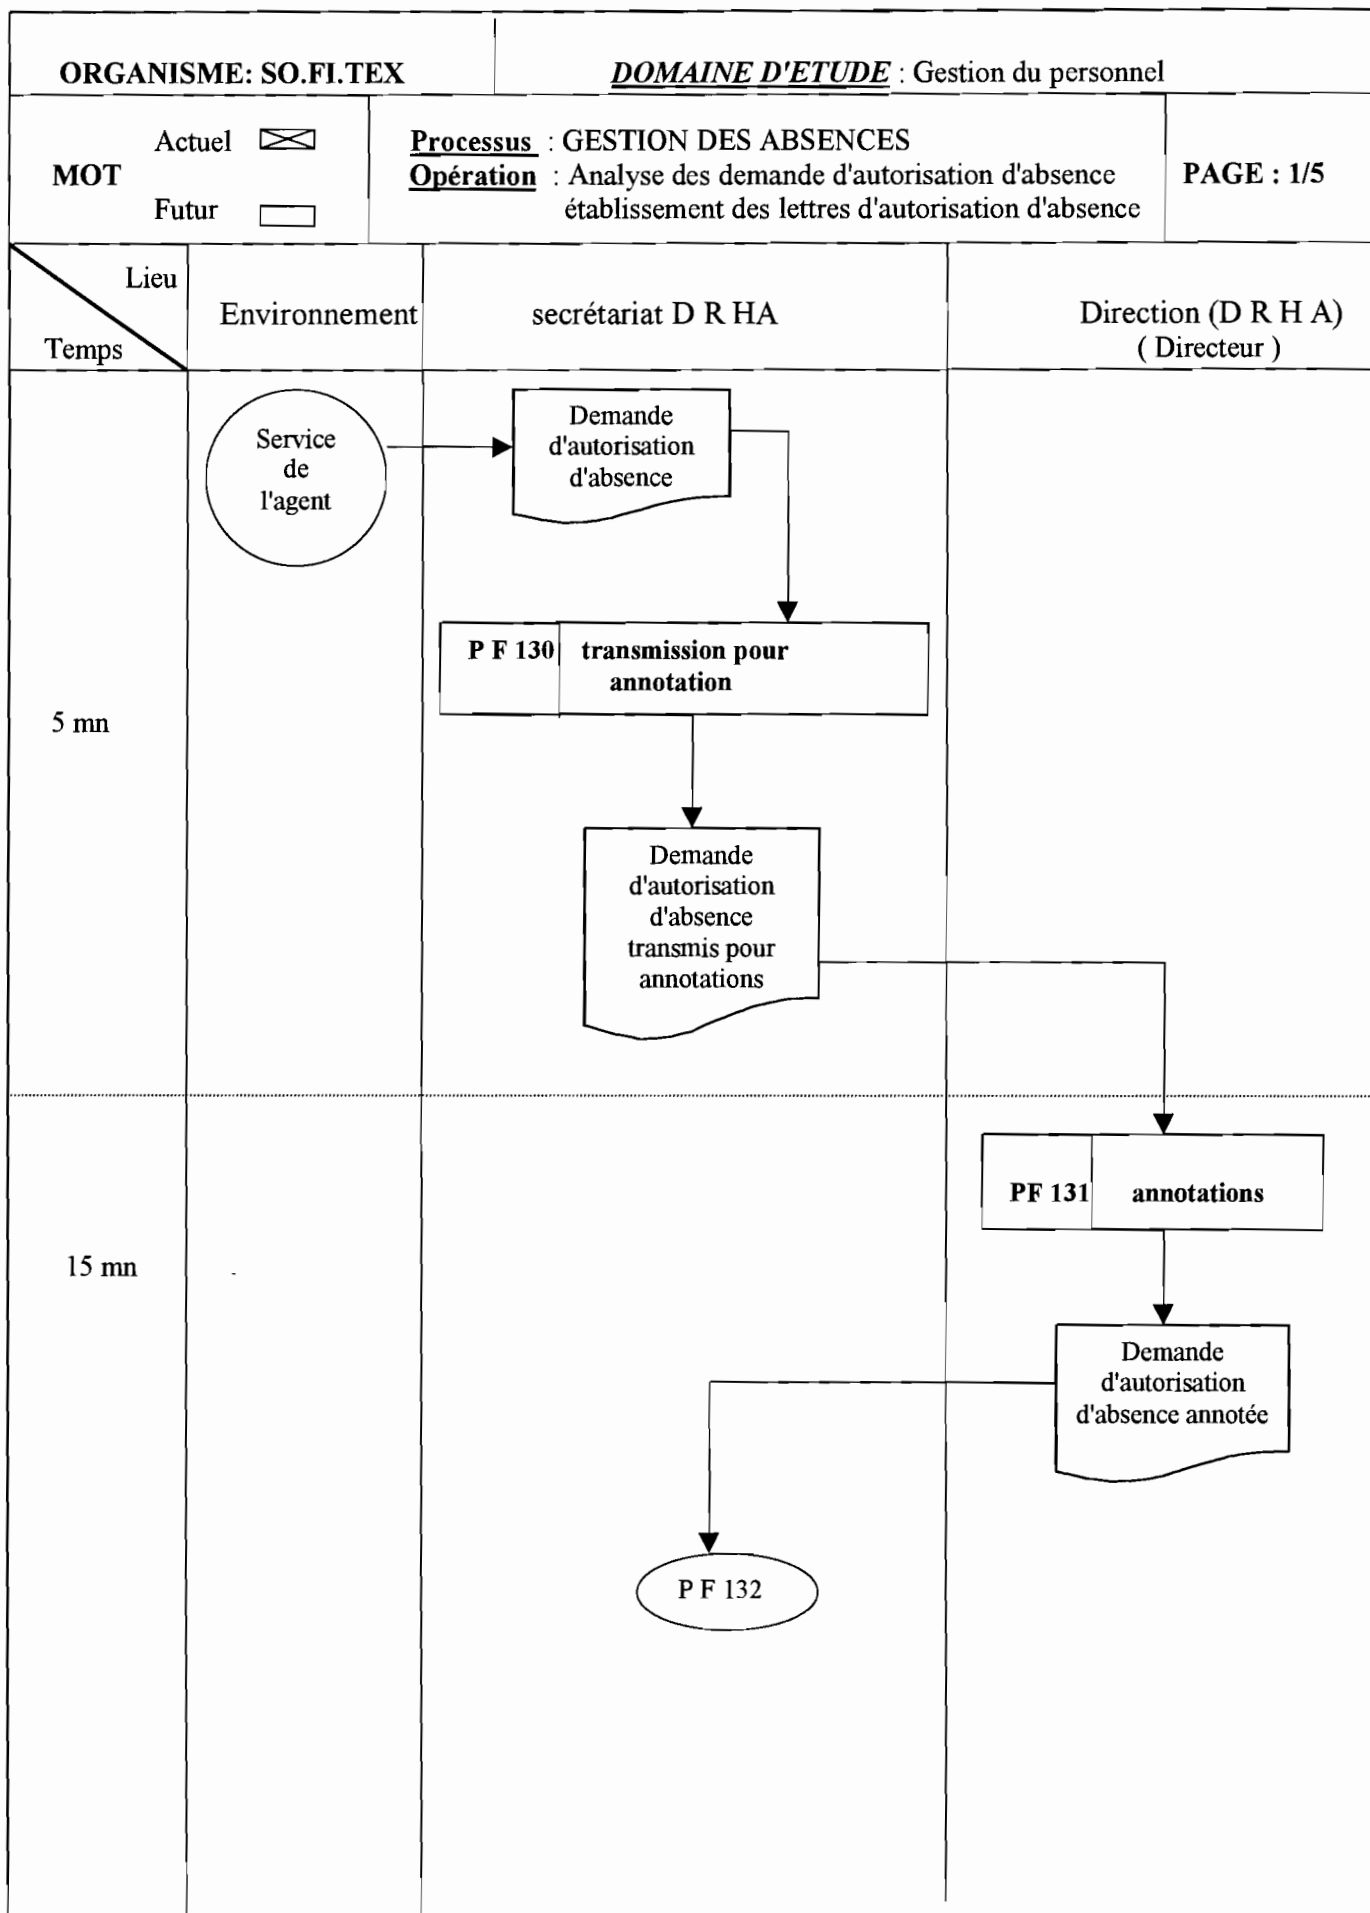 ORGANISME: SO.FI.TEX
DOMAINE D'ETUDE : Gestion du personnel
MOT
Actuel
Futur
Processus : GESTION DES ABSENCES
Opération : Analyse des demande d'autorisation d'absence
établissement des lettres d'autorisation d'absence
PAGE : 1/5
Lieu
Temps
Environnement
secrétariat D R HA
Direction (D R H A)
( Directeur )
Service
de
l'agent
Demande
d'autorisation
d'absence
P F 130
transmission pour
annotation
5 mn
Demande
d'autorisation
d'absence
transmis pour
annotations
PF 131
annotations
15 mn
Demande
d'autorisation
d'absence annotée
P F 132